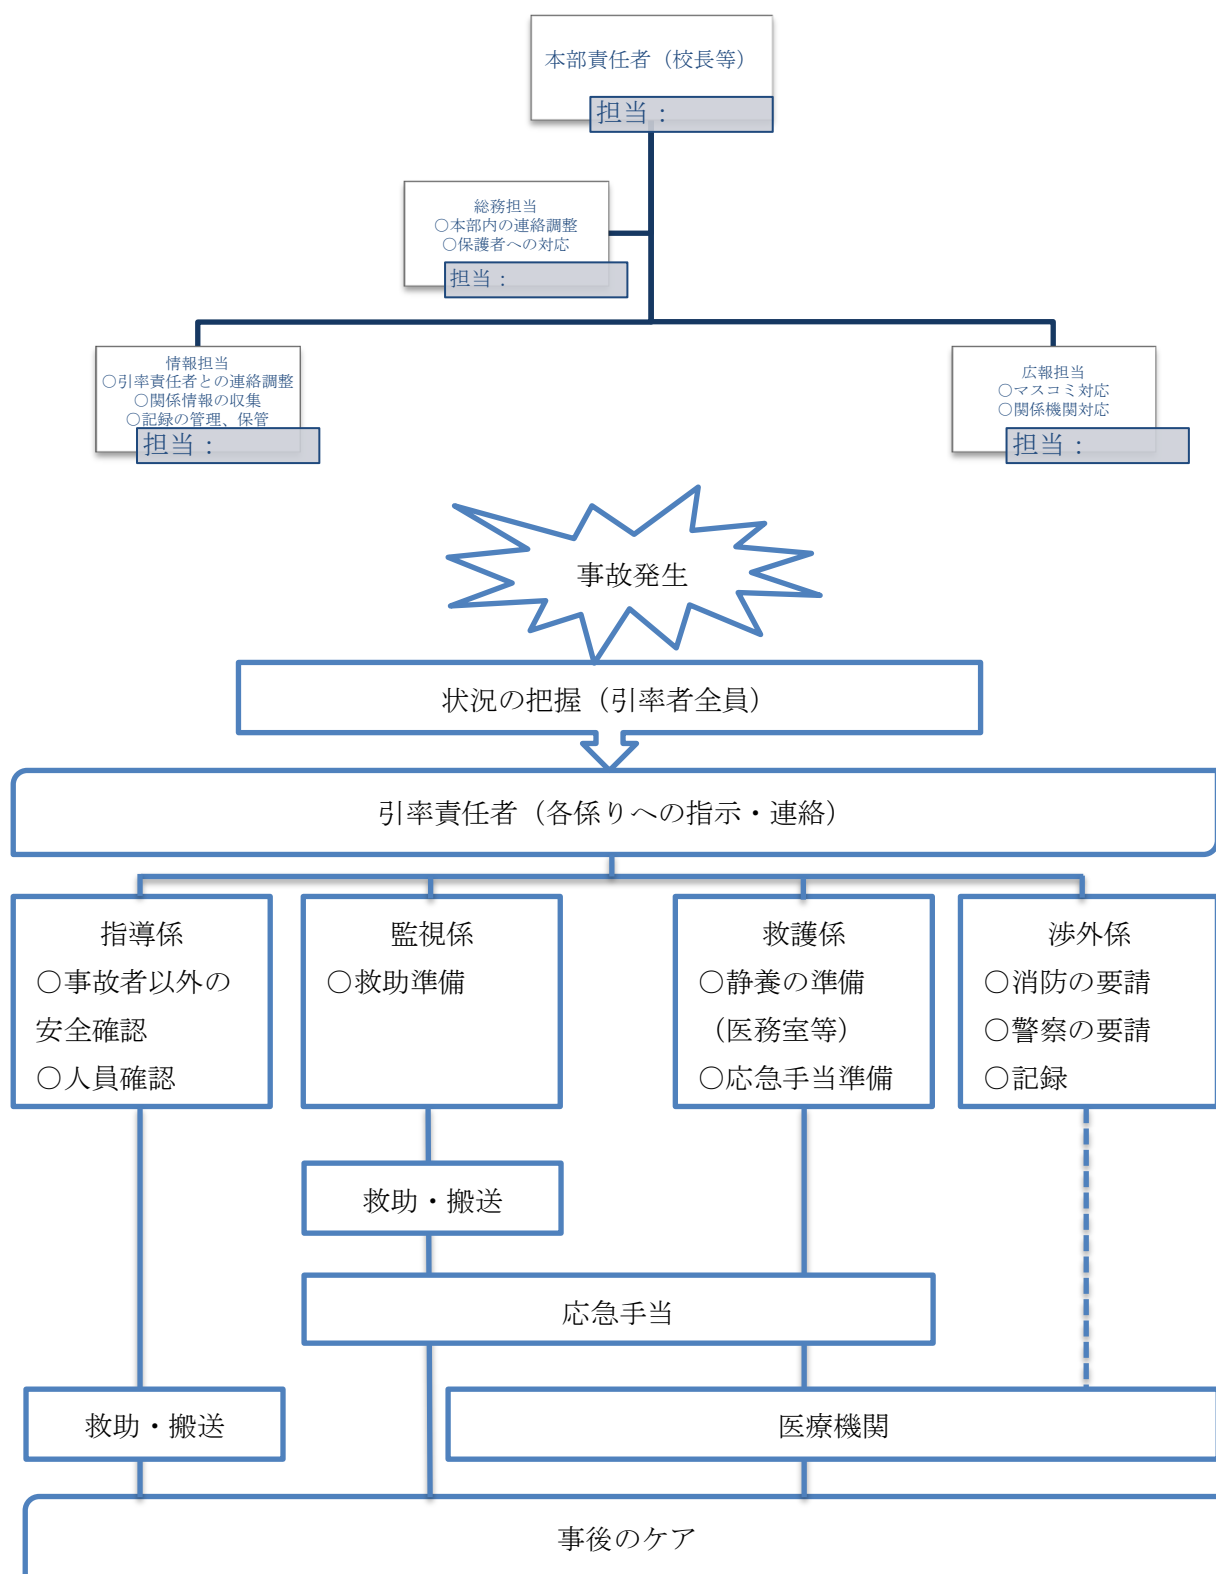 本部責任者（校長等）
担当：
総務担当
○本部内の連絡調整
○保護者への対応
担当：
情報担当
○引率責任者との連絡調整
○関係情報の収集
○記録の管理、保管
担当：
広報担当
○マスコミ対応
○関係機関対応
担当：
事故発生
状況の把握（引率者全員）
引率責任者（各係りへの指示・連絡）
指導係
○事故者以外の
安全確認
○人員確認
監視係
○救助準備
救護係
○静養の準備
（医務室等）
○応急手当準備
渉外係
○消防の要請
○警察の要請
○記録
救助・搬送
応急手当
救助・搬送
医療機関
事後のケア